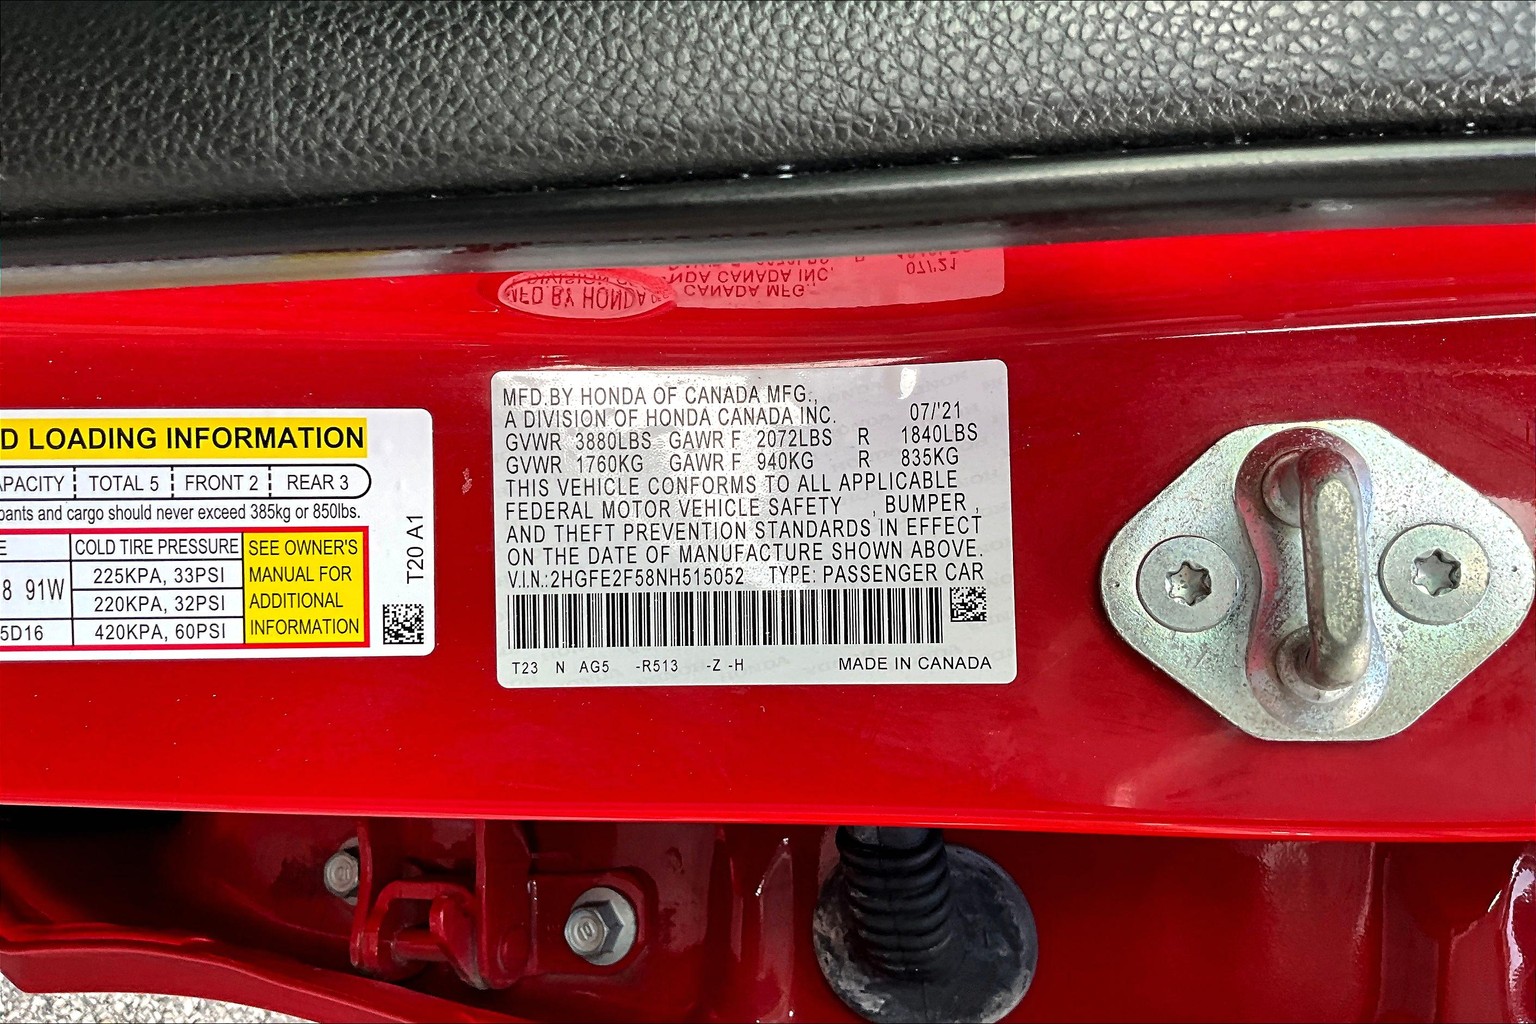 D LOADING INFORMATION
APACITY TOTAL 5 FRONT 2 REAR 3
pants and cargo should never exceed 385kg or 850lbs.
E COLD TIRE PRESSURE SEE OWNER'S
225KPA, 33PSI MANUAL FOR
8 91W 220KPA, 32PSI ADDITIONAL
5D16 420KPA, 60PSI INFORMATION
T20 A1
MFD.BY HONDA OF CANADA MFG.,
A DIVISION OF HONDA CANADA INC. 07/'21
GVWR 3880LBS GAWR F 2072LBS R 1840LBS
GVWR 1760KG GAWR F 940KG R 835KG
THIS VEHICLE CONFORMS TO ALL APPLICABLE
FEDERAL MOTOR VEHICLE SAFETY , BUMPER ,
AND THEFT PREVENTION STANDARDS IN EFFECT
ON THE DATE OF MANUFACTURE SHOWN ABOVE.
V.I.N.:2HGFE2F58NH515052 TYPE: PASSENGER CAR
T23 N AG5 -R513 -Z -H MADE IN CANADA